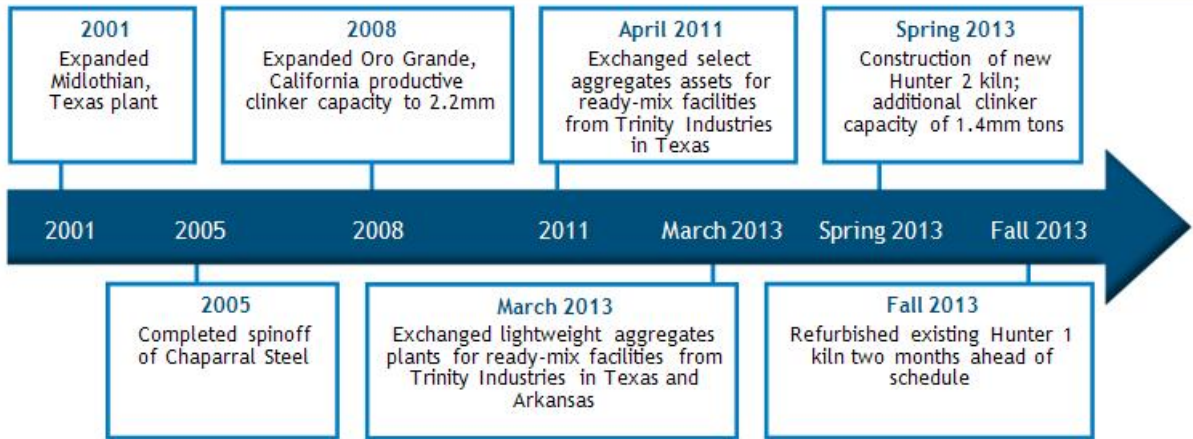 2001
Expanded
Midlothian,
Texas plant
2008
Expanded Oro Grande,
California productive
clinker capacity to 2.2mm
April 2011
Exchanged select
aggregates assets for
ready-mix facilities
from Trinity Industries
in Texas
Spring 2013
Construction of new
Hunter 2 kiln;
additional clinker
capacity of 1.4mm tons
2001 2005 2008 2011 March 2013 Spring 2013 Fall 2013
2005
Completed spinoff
of Chaparral Steel
March 2013
Exchanged lightweight aggregates
plants for ready-mix facilities from
Trinity Industries in Texas and
Arkansas
Fall 2013
Refurbished existing Hunter 1
kiln two months ahead of
schedule